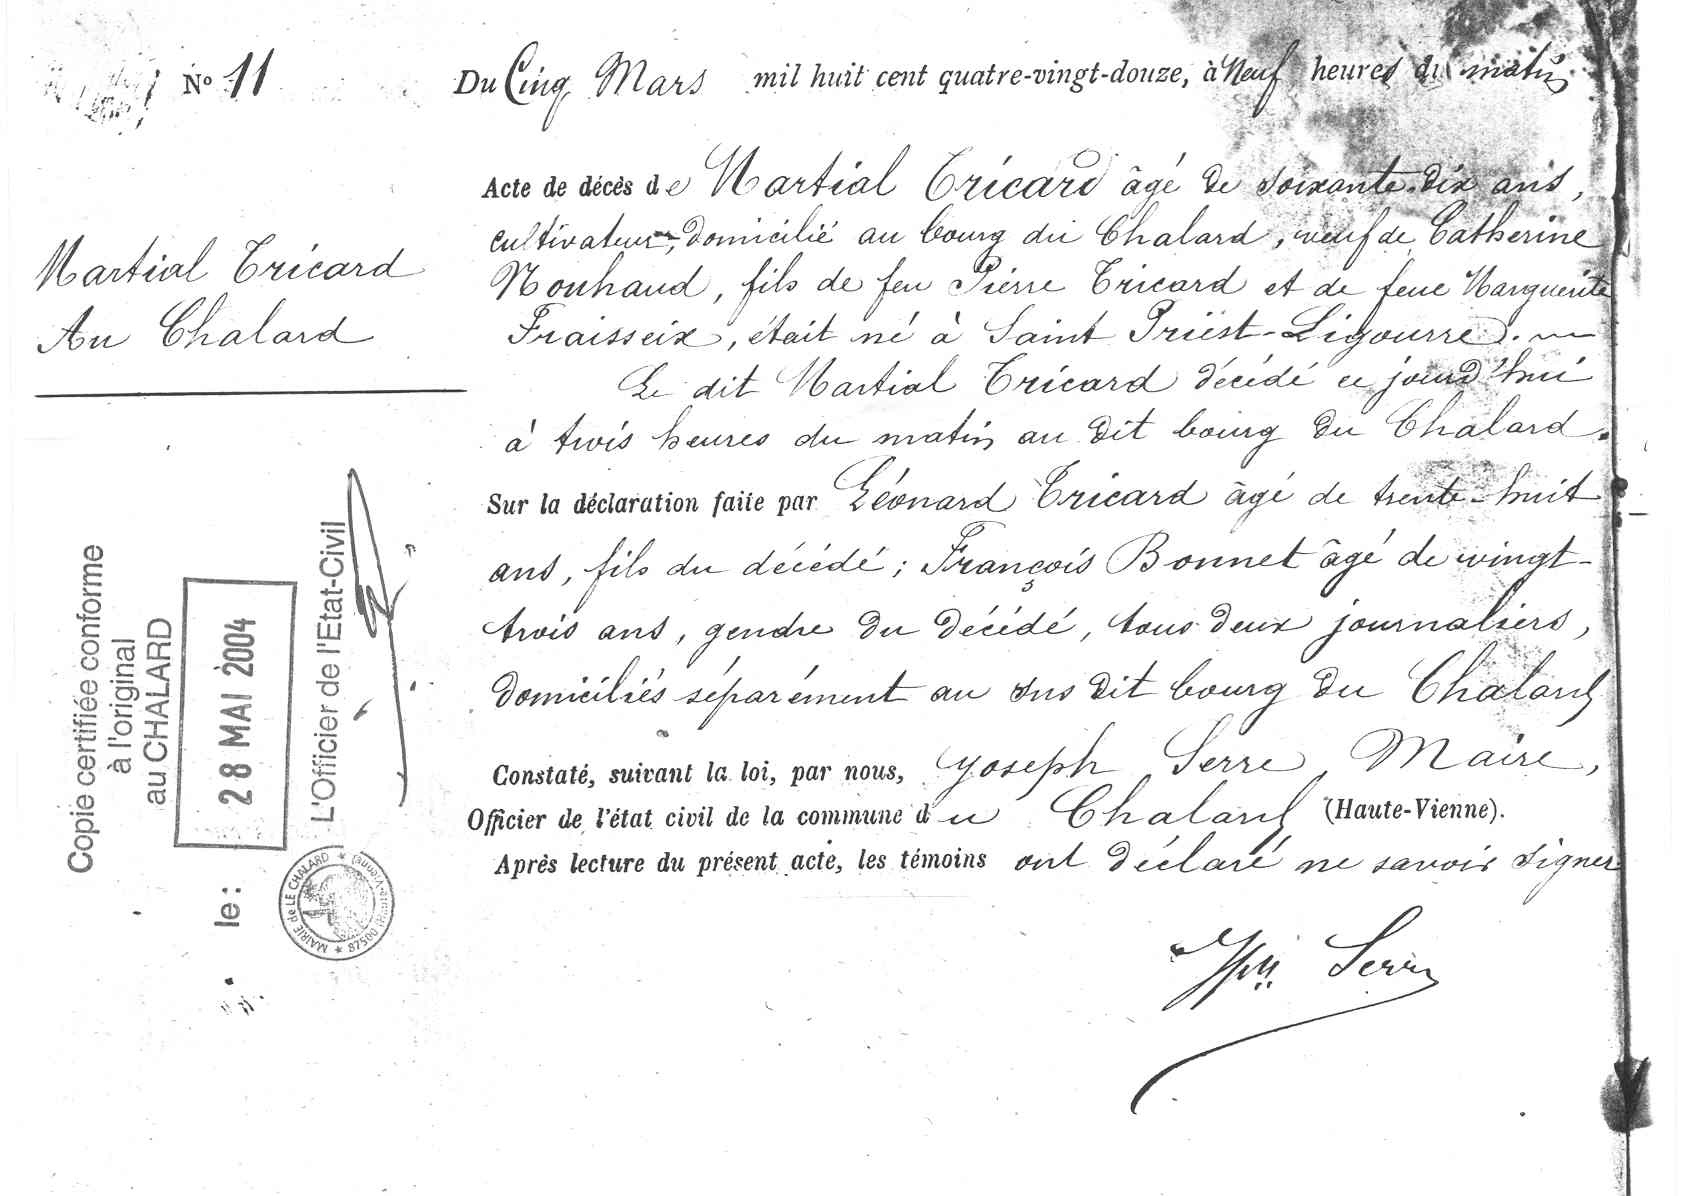 N° 11
Du Cinq Mars mil huit cent quatre-vingt-douze, à Neuf heures du matin
Martial Tricard
Au Chalard
Acte de décès de Martial Tricard âgé de soixante-dix ans,
cultivateur, domicilié au bourg du Chalard, veuf de Catherine
Nouhaud, fils de feu Pierre Tricard et de feue Marguerite
Fraisseix, était né à Saint Priëst-Ligourre.
Le dit Martial Tricard décédé ce jourd'hui
à trois heures du matin au dit bourg du Chalard.
Sur la déclaration faite par Léonard Tricard âgé de trente-huit
ans, fils du décédé; François Bonnet âgé de vingt-
trois ans, gendre du décédé, tous deux journaliers,
domiciliés séparément au sus dit bourg du Chalard
Constaté, suivant la loi, par nous, Joseph Serre Maire,
Officier de l'état civil de la commune du Chalard (Haute-Vienne).
Après lecture du présent acte, les témoins ont déclaré ne savoir signer
Serre
Copie certifiée conforme
à l'original
au CHALARD
le : 28 MAI 2004
L'Officier de l'Etat-Civil
MAIRIE de LE CHALARD ★ 87500 (Haute-Vienne) ★